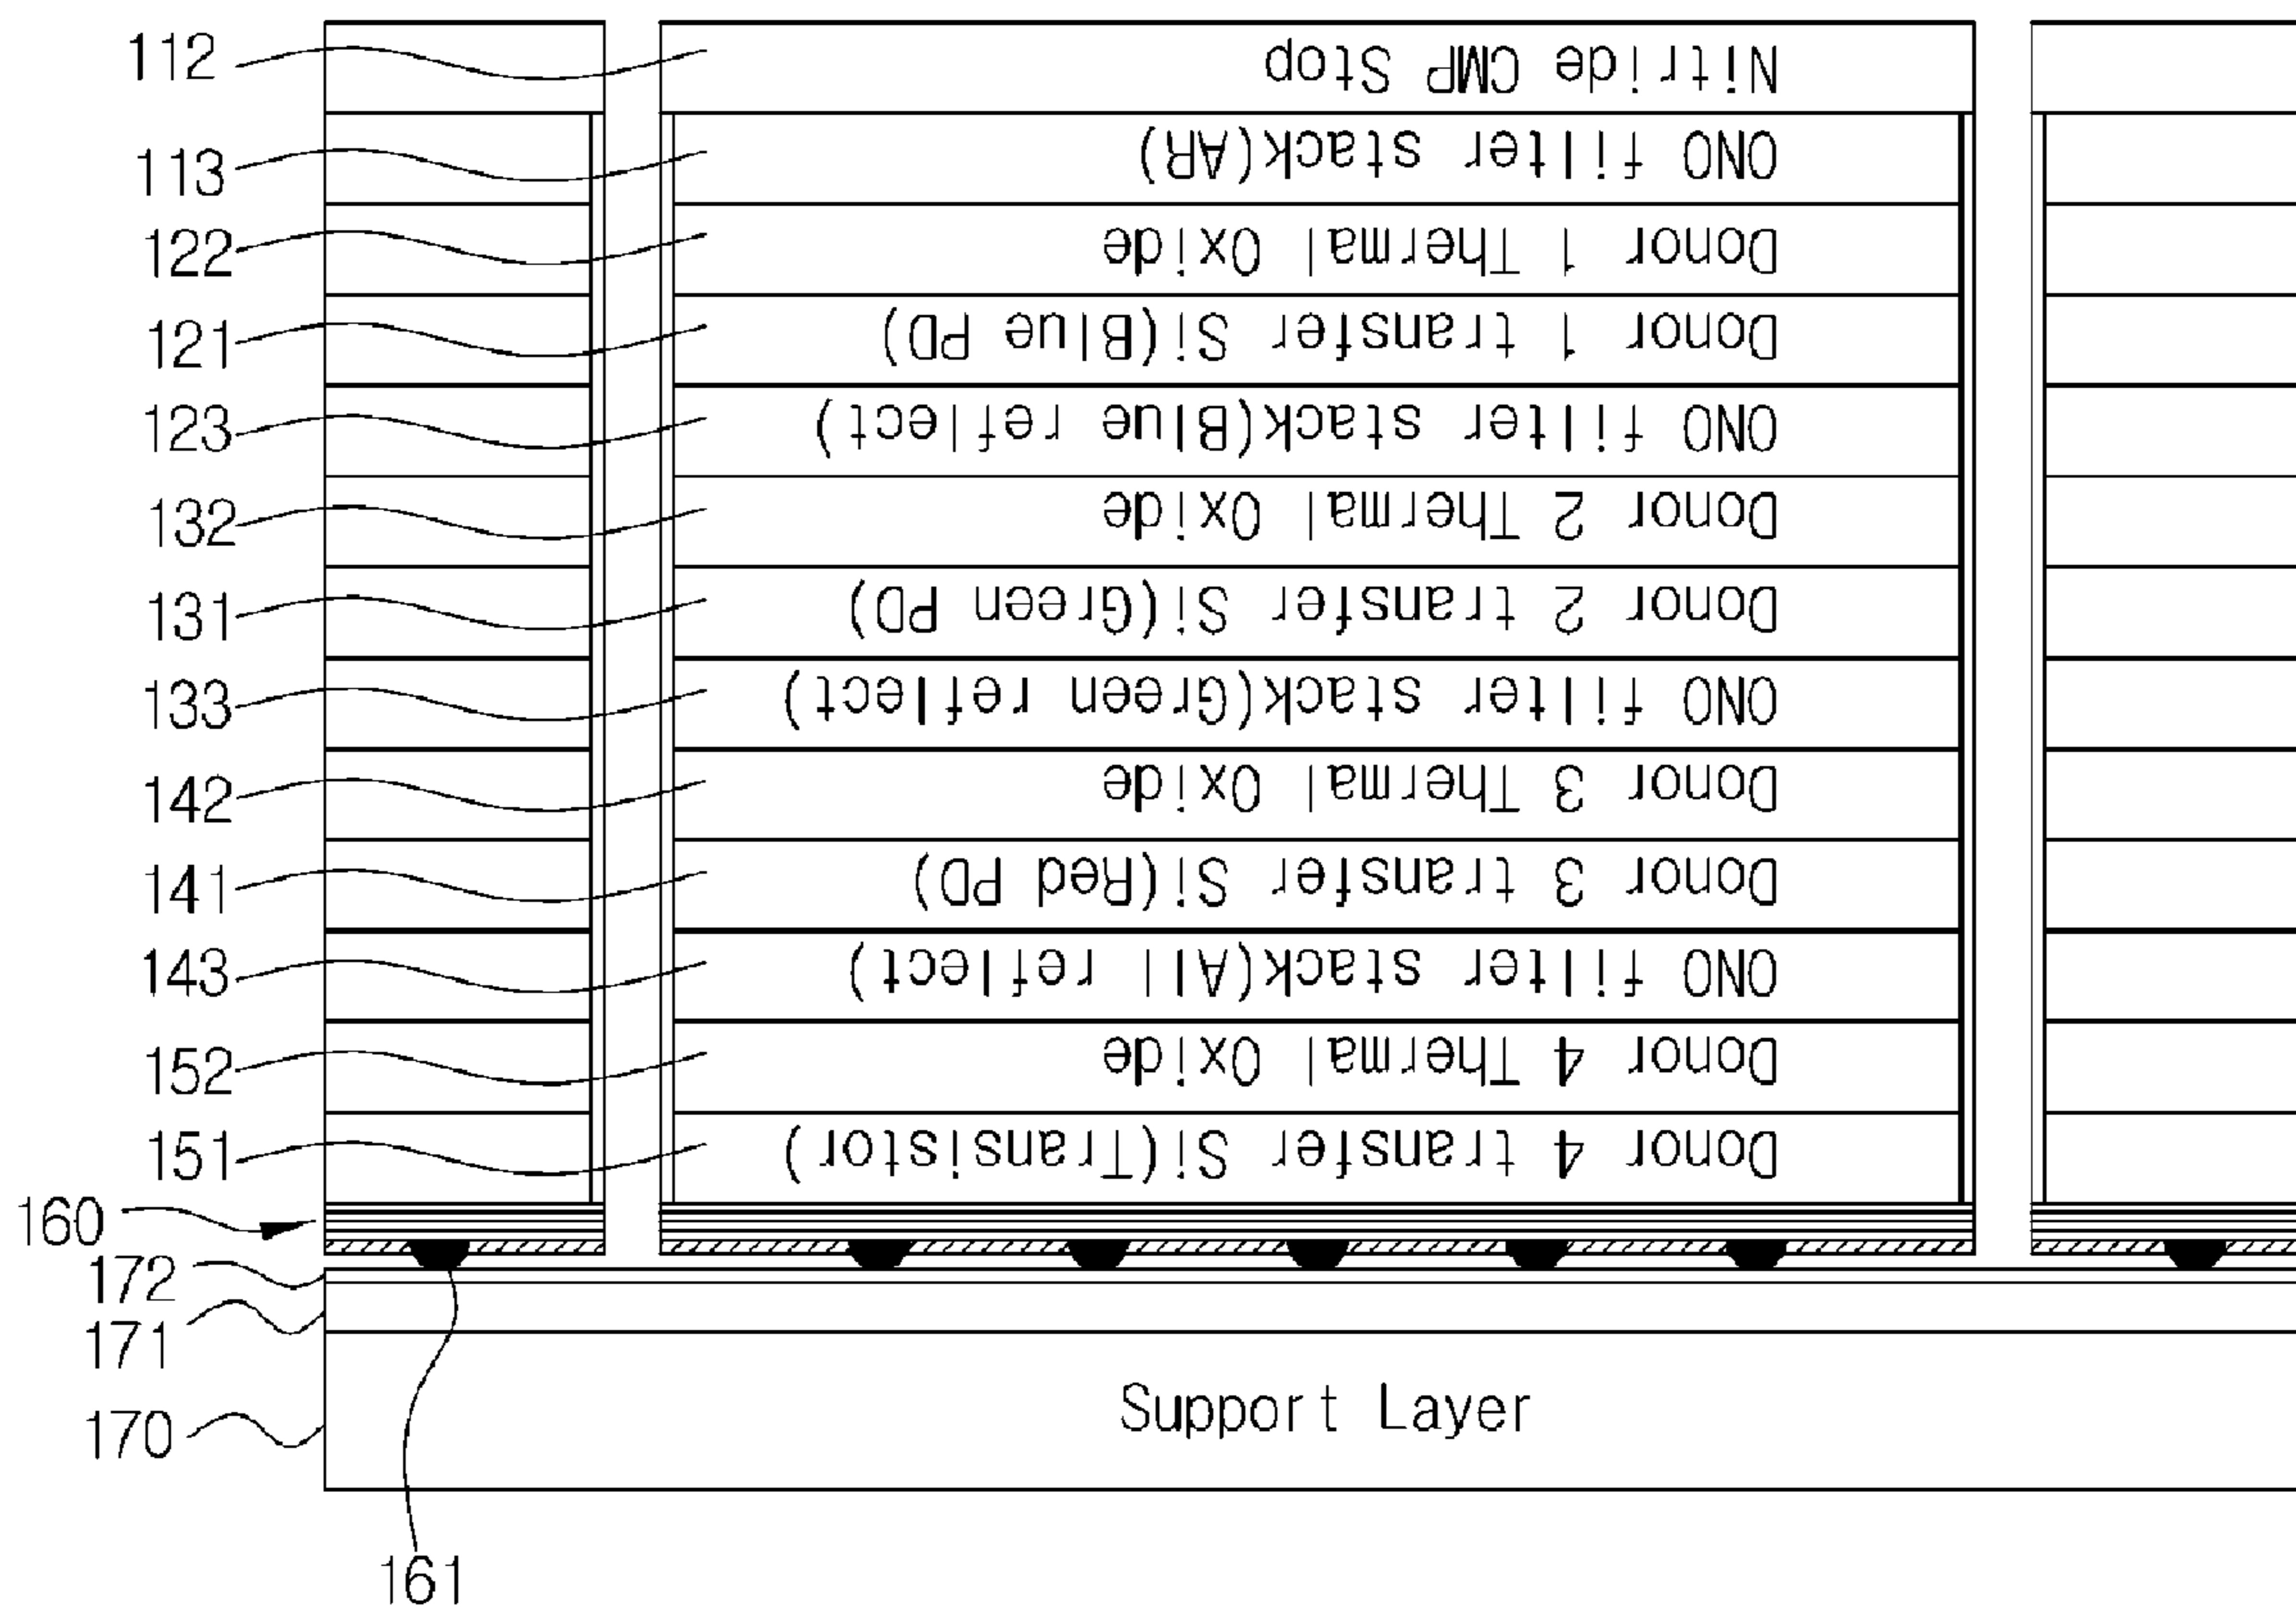 112 Nitride CMP Stop
113 ONO filter stack(AR)
122 Donor 1 Thermal Oxide
121 Donor 1 transfer Si(Blue PD)
123 ONO filter stack(Blue reflect)
132 Donor 2 Thermal Oxide
131 Donor 2 transfer Si(Green PD)
133 ONO filter stack(Green reflect)
142 Donor 3 Thermal Oxide
141 Donor 3 transfer Si(Red PD)
143 ONO filter stack(All reflect)
152 Donor 4 Thermal Oxide
151 Donor 4 transfer Si(Transistor)
160
172
171
170 Support Layer
161